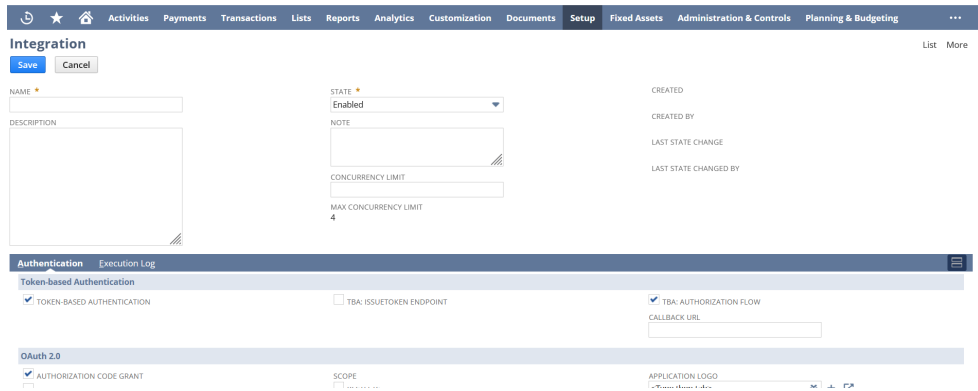 Activities Payments Transactions Lists Reports Analytics Customization Documents Setup Fixed Assets Administration & Controls Planning & Budgeting ...
Integration
List More
Save Cancel
NAME *
STATE *
CREATED
Enabled
CREATED BY
DESCRIPTION
NOTE
LAST STATE CHANGE
LAST STATE CHANGED BY
CONCURRENCY LIMIT
MAX CONCURRENCY LIMIT
4
Authentication Execution Log
Token-based Authentication
TOKEN-BASED AUTHENTICATION
TBA: ISSUETOKEN ENDPOINT
TBA: AUTHORIZATION FLOW
CALLBACK URL
OAuth 2.0
AUTHORIZATION CODE GRANT
SCOPE
APPLICATION LOGO